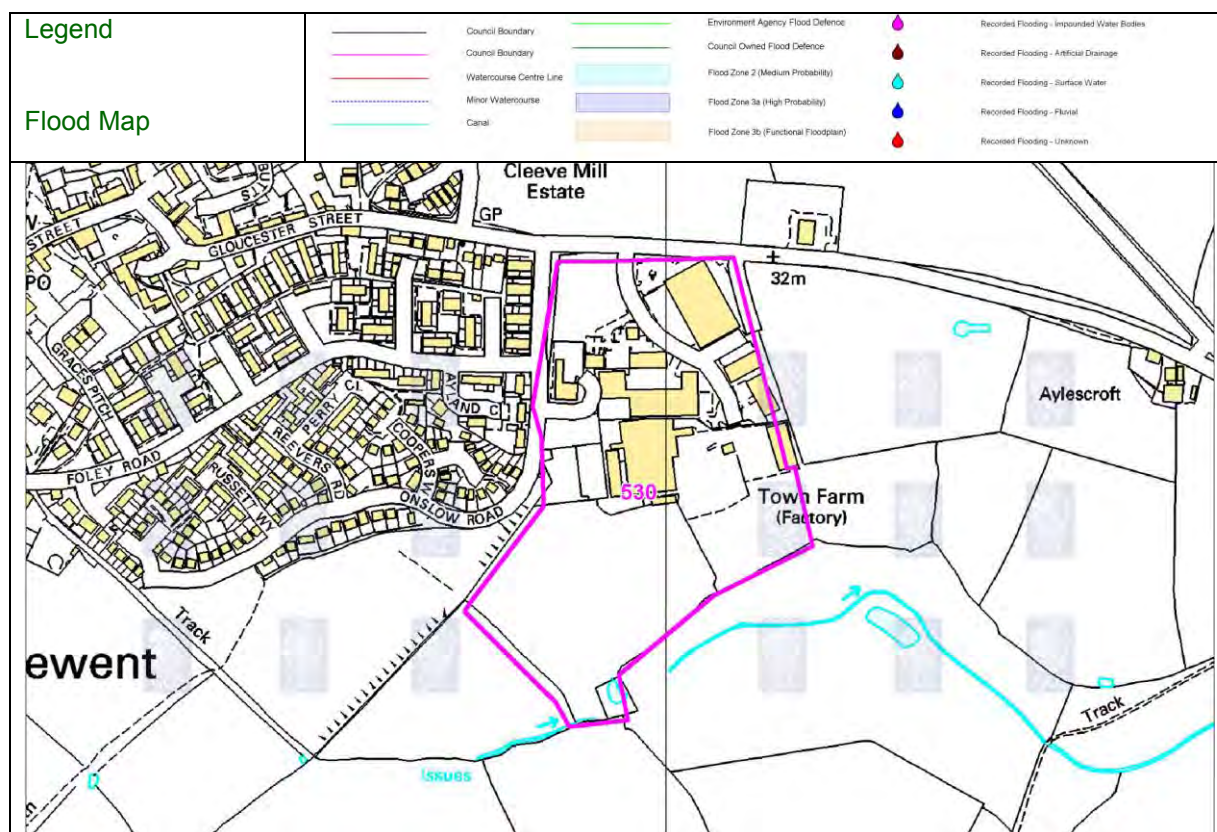 Legend
Flood Map
Council Boundary
Council Boundary
Watercourse Centre Line
Minor Watercourse
Canal
Environment Agency Flood Defence
Council Owned Flood Defence
Flood Zone 2 (Medium Probability)
Flood Zone 3a (High Probability)
Flood Zone 3b (Functional Floodplain)
Recorded Flooding - Impounded Water Bodies
Recorded Flooding - Artificial Drainage
Recorded Flooding - Surface Water
Recorded Flooding - Fluvial
Recorded Flooding - Unknown
Cleeve Mill
Estate
GP
BUTTS
STREET
GLOUCESTER STREET
PO
32m
GRACES PITCH
Aylescroft
AYLAND C
PERRY CL
COOPERS W
REEVERS RD
FOLEY ROAD
RUSSET WY
ONSLOW ROAD
530
Town Farm
(Factory)
Track
ewent
Track
Issues